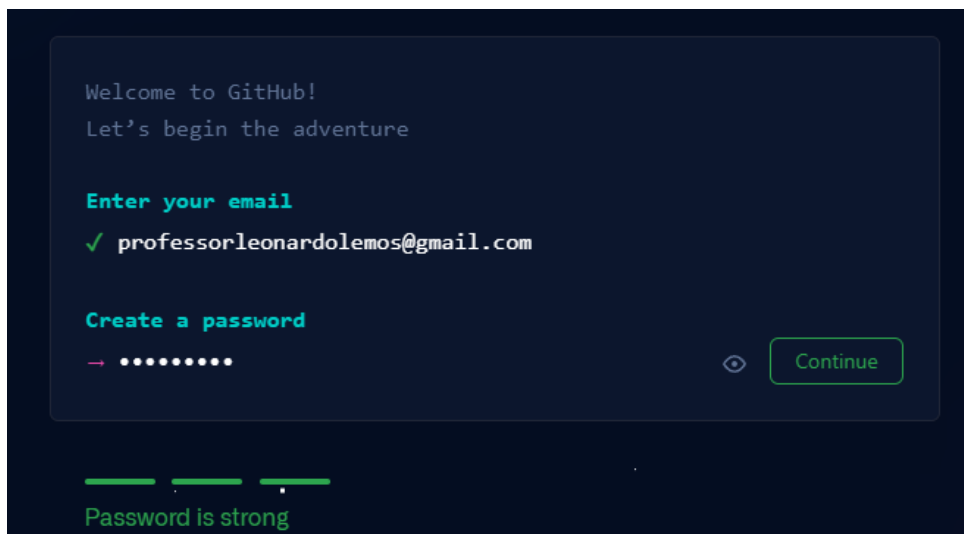 Welcome to GitHub!
Let’s begin the adventure
Enter your email
✓ professorleonardolemos@gmail.com
Create a password
→ •••••••••
Continue
Password is strong